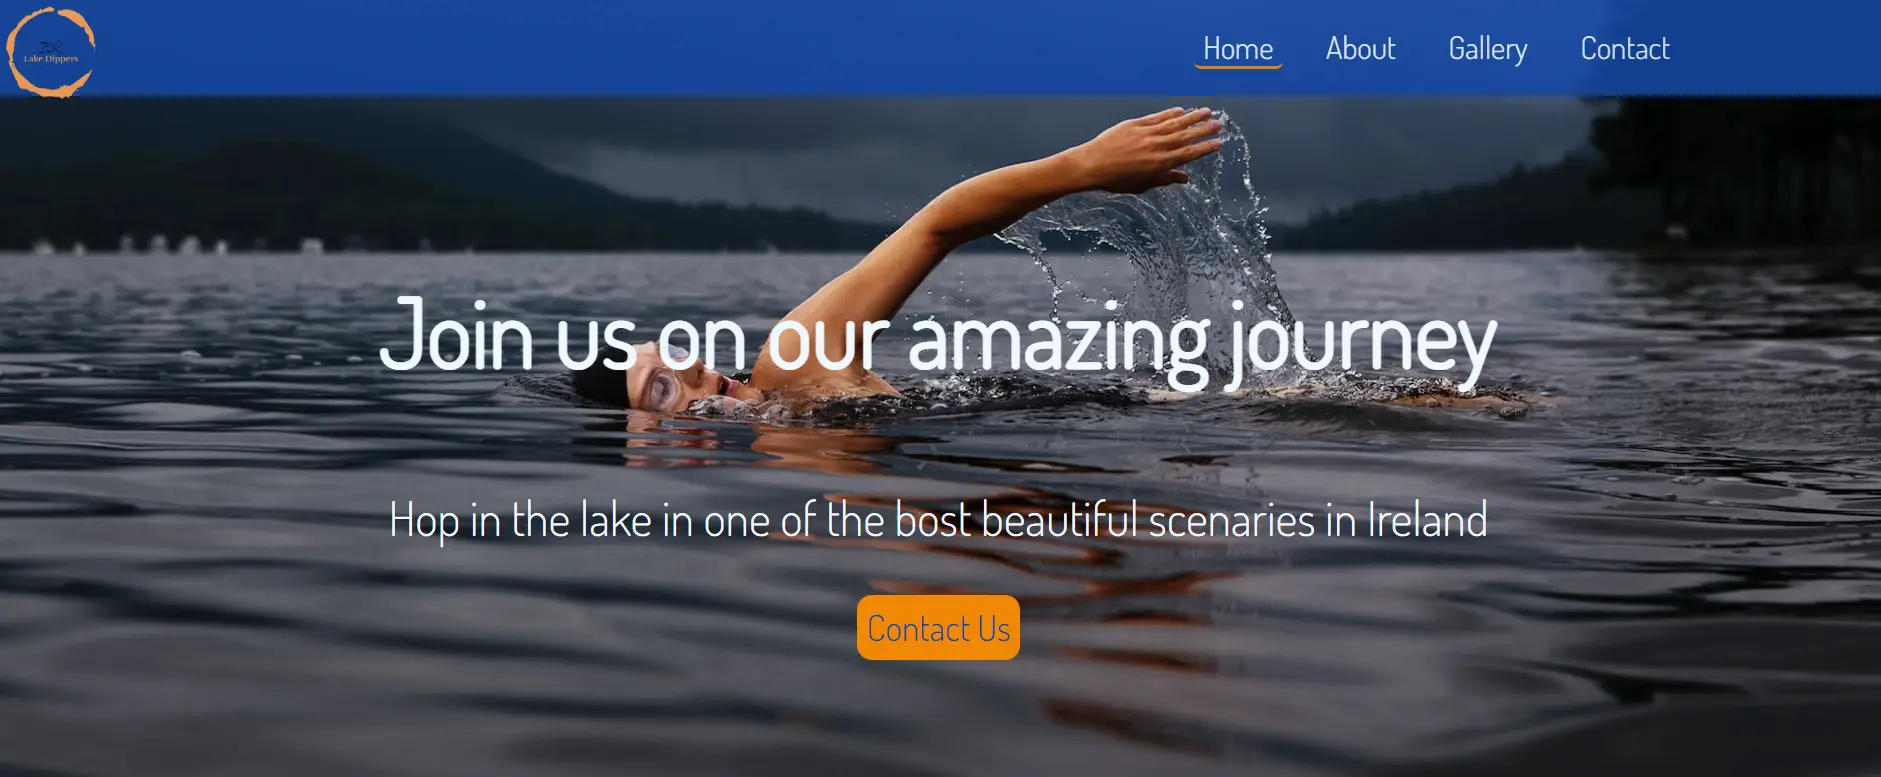 Lake Dippers
Home About Gallery Contact
Join us on our amazing journey
Hop in the lake in one of the bost beautiful scenaries in Ireland
Contact Us